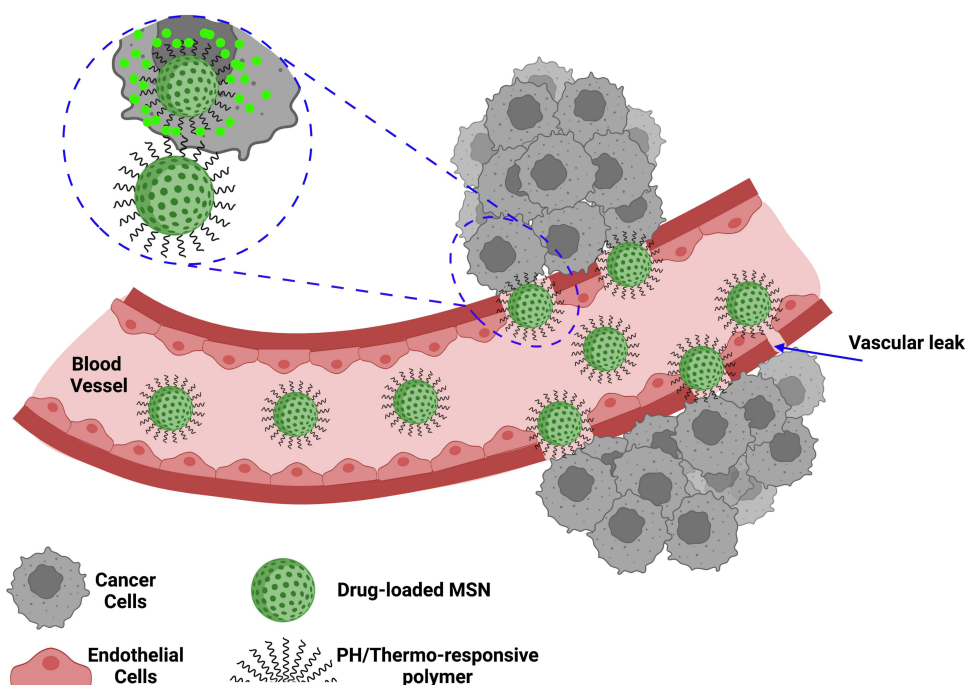 Vascular leak
Blood
Vessel
Cancer
Cells
Drug-loaded MSN
Endothelial
Cells
PH/Thermo-responsive
polymer